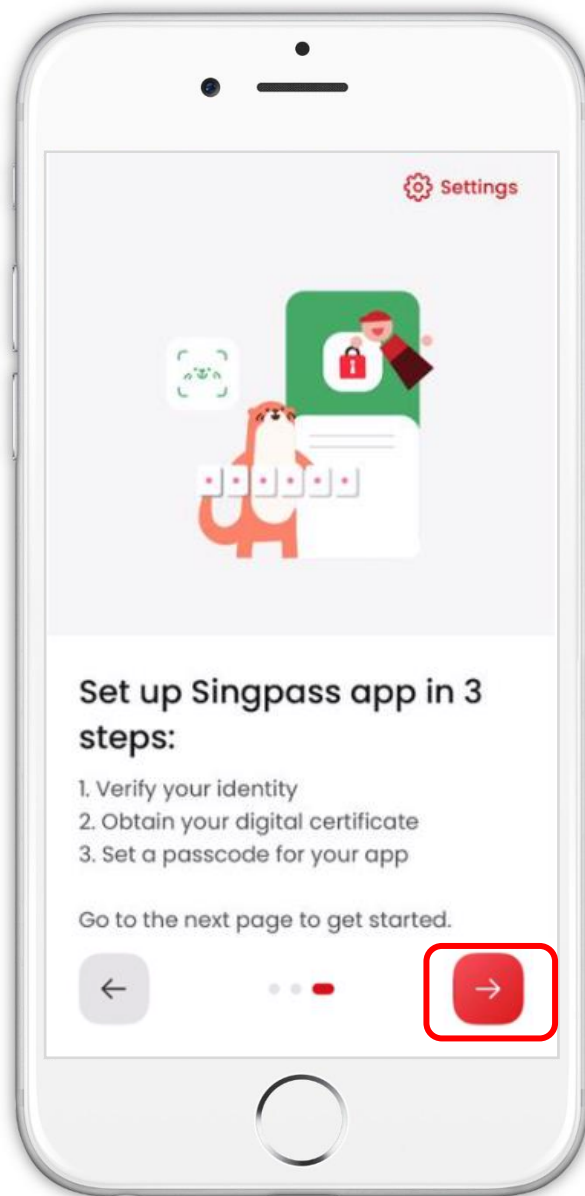 Settings
Set up Singpass app in 3
steps:
1. Verify your identity
2. Obtain your digital certificate
3. Set a passcode for your app
Go to the next page to get started.